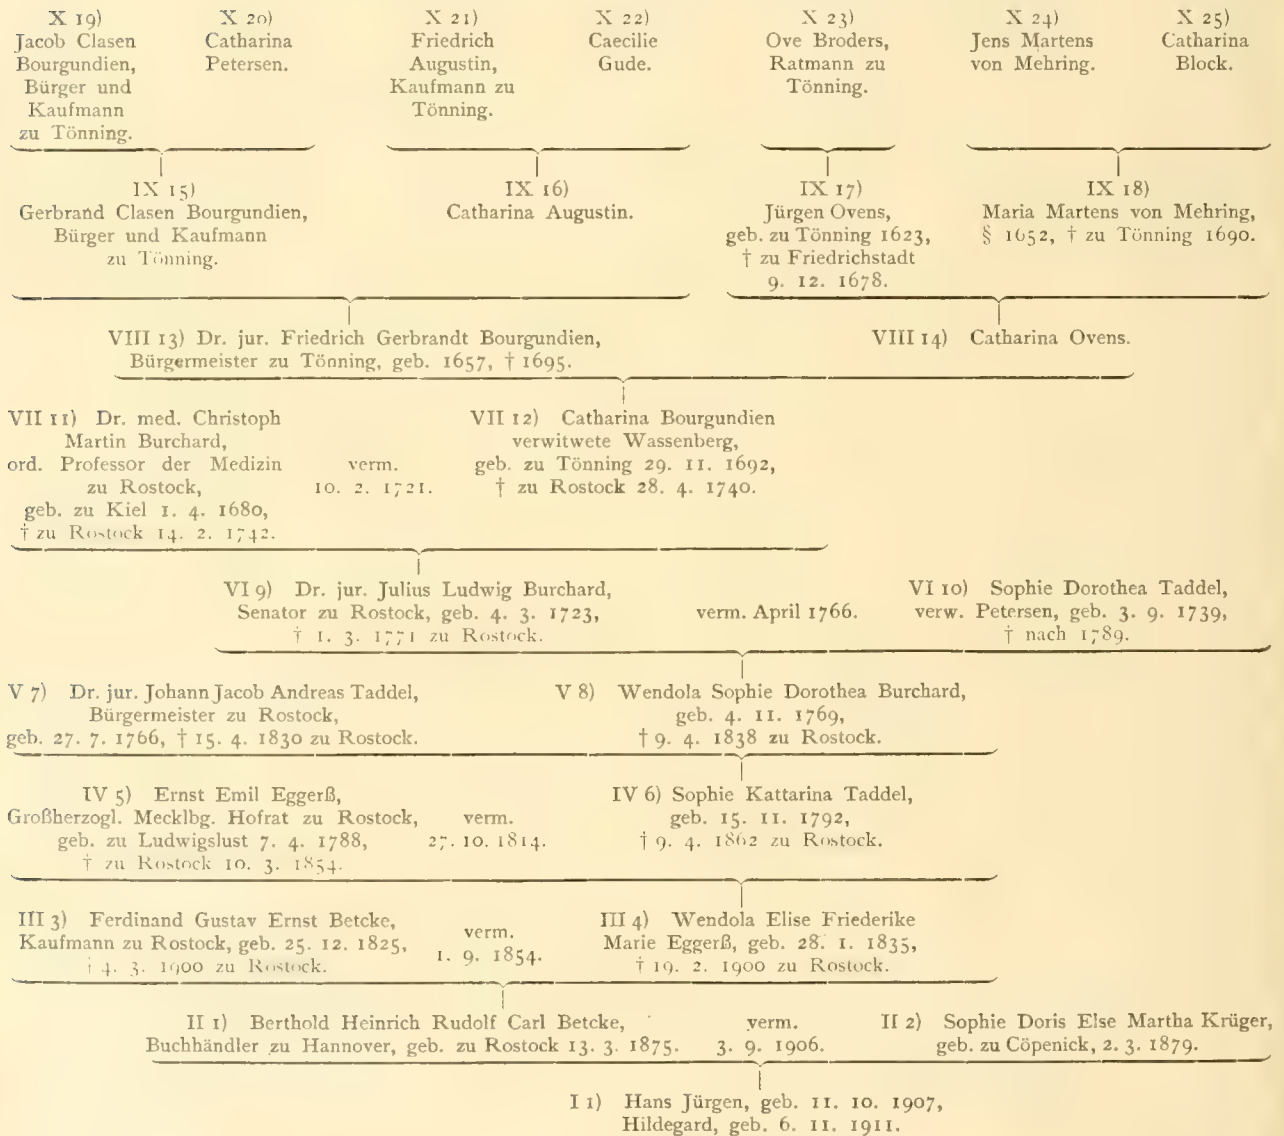 X 19)
Jacob Clasen
Bourgundien,
Bürger und
Kaufmann
zu Tönning.
X 20)
Catharina
Petersen.
X 21)
Friedrich
Augustin,
Kaufmann zu
Tönning.
X 22)
Caecilie
Gude.
X 23)
Ove Broders,
Ratmann zu
Tönning.
X 24)
Jens Martens
von Mehring.
X 25)
Catharina
Block.
IX 15)
Gerbrand Clasen Bourgundien,
Bürger und Kaufmann
zu Tönning.
IX 16)
Catharina Augustin.
IX 17)
Jürgen Ovens,
geb. zu Tönning 1623,
† zu Friedrichstadt
9. 12. 1678.
IX 18)
Maria Martens von Mehring,
§ 1652, † zu Tönning 1690.
VIII 13) Dr. jur. Friedrich Gerbrandt Bourgundien,
Bürgermeister zu Tönning, geb. 1657, † 1695.
VIII 14) Catharina Ovens.
VII 11) Dr. med. Christoph
Martin Burchard,
ord. Professor der Medizin
zu Rostock,
geb. zu Kiel 1. 4. 1680,
† zu Rostock 14. 2. 1742.
verm.
10. 2. 1721.
VII 12) Catharina Bourgundien
verwitwete Wassenberg,
geb. zu Tönning 29. 11. 1692,
† zu Rostock 28. 4. 1740.
VI 9) Dr. jur. Julius Ludwig Burchard,
Senator zu Rostock, geb. 4. 3. 1723,
† 1. 3. 1771 zu Rostock.
verm. April 1766.
VI 10) Sophie Dorothea Taddel,
verw. Petersen, geb. 3. 9. 1739,
† nach 1789.
V 7) Dr. jur. Johann Jacob Andreas Taddel,
Bürgermeister zu Rostock,
geb. 27. 7. 1766, † 15. 4. 1830 zu Rostock.
V 8) Wendola Sophie Dorothea Burchard,
geb. 4. 11. 1769,
† 9. 4. 1838 zu Rostock.
IV 5) Ernst Emil Eggerß,
Großherzogl. Mecklbg. Hofrat zu Rostock,
geb. zu Ludwigslust 7. 4. 1788,
† zu Rostock 10. 3. 1854.
verm.
27. 10. 1814.
IV 6) Sophie Kattarina Taddel,
geb. 15. 11. 1792,
† 9. 4. 1862 zu Rostock.
III 3) Ferdinand Gustav Ernst Betcke,
Kaufmann zu Rostock, geb. 25. 12. 1825,
† 4. 3. 1900 zu Rostock.
verm.
1. 9. 1854.
III 4) Wendola Elise Friederike
Marie Eggerß, geb. 28. 1. 1835,
† 19. 2. 1900 zu Rostock.
II 1) Berthold Heinrich Rudolf Carl Betcke,
Buchhändler zu Hannover, geb. zu Rostock 13. 3. 1875.
verm.
3. 9. 1906.
II 2) Sophie Doris Else Martha Krüger,
geb. zu Cöpenick, 2. 3. 1879.
I 1) Hans Jürgen, geb. 11. 10. 1907,
Hildegard, geb. 6. 11. 1911.